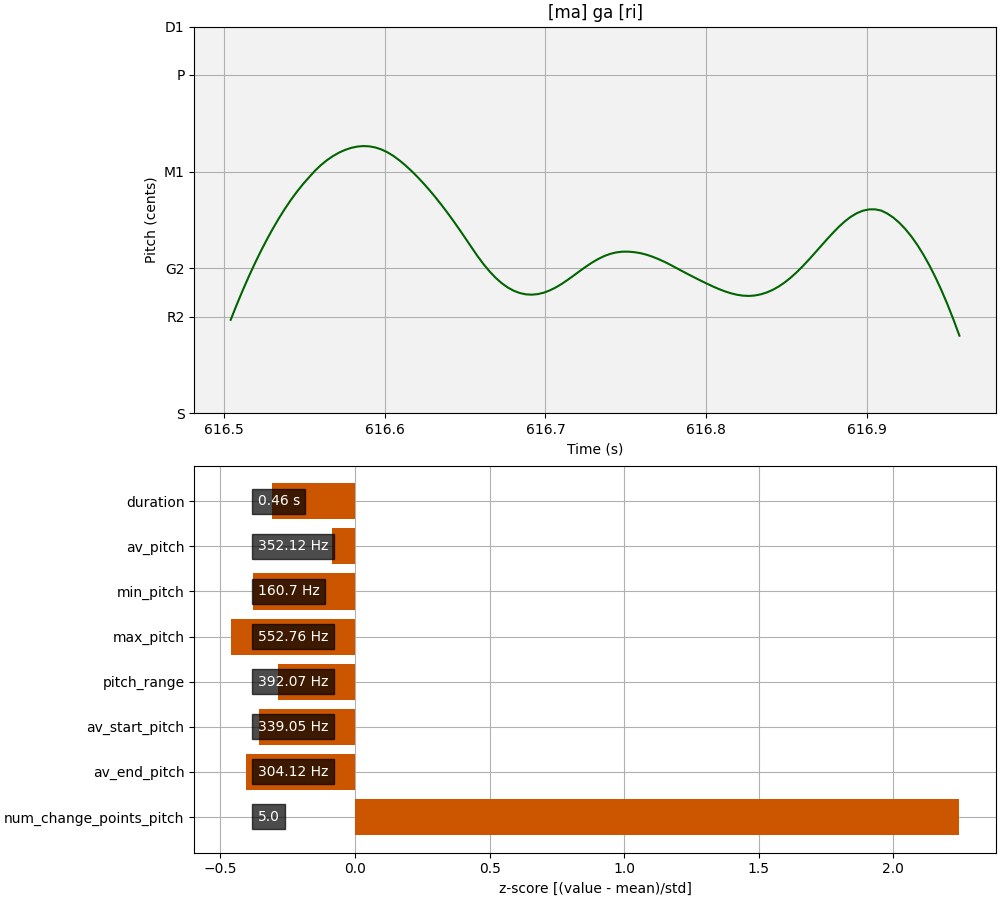 [ma] ga [ri]
D1
P
M1
G2
R2
S
Pitch (cents)
616.5 616.6 616.7 616.8 616.9
Time (s)
duration 0.46 s
av_pitch 352.12 Hz
min_pitch 160.7 Hz
max_pitch 552.76 Hz
pitch_range 392.07 Hz
av_start_pitch 339.05 Hz
av_end_pitch 304.12 Hz
num_change_points_pitch 5.0
−0.5 0.0 0.5 1.0 1.5 2.0
z-score [(value - mean)/std]